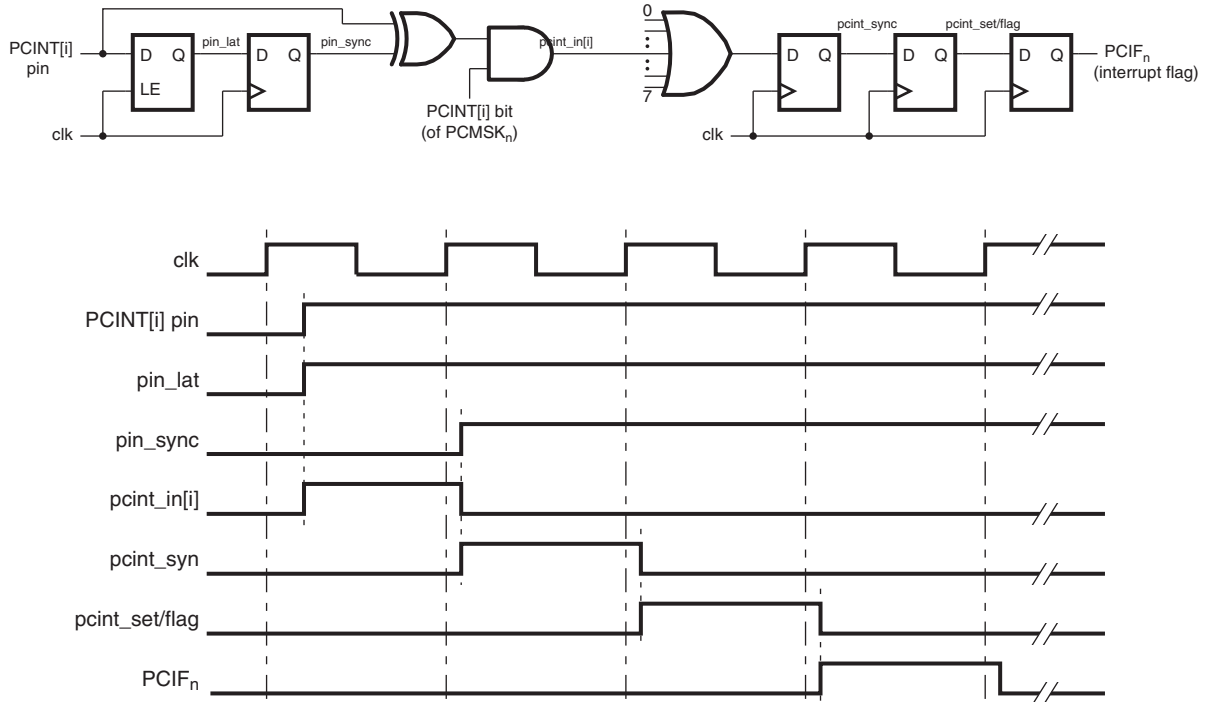 0
pcint_sync pcint_set/flag
PCINT[i]
pin
D Q pin_lat D Q pin_sync
pcint_in[i]
D Q D Q D Q
PCIFn
(interrupt flag)
LE
7
PCINT[i] bit
(of PCMSKn)
clk
clk
clk
PCINT[i] pin
pin_lat
pin_sync
pcint_in[i]
pcint_syn
pcint_set/flag
PCIFn